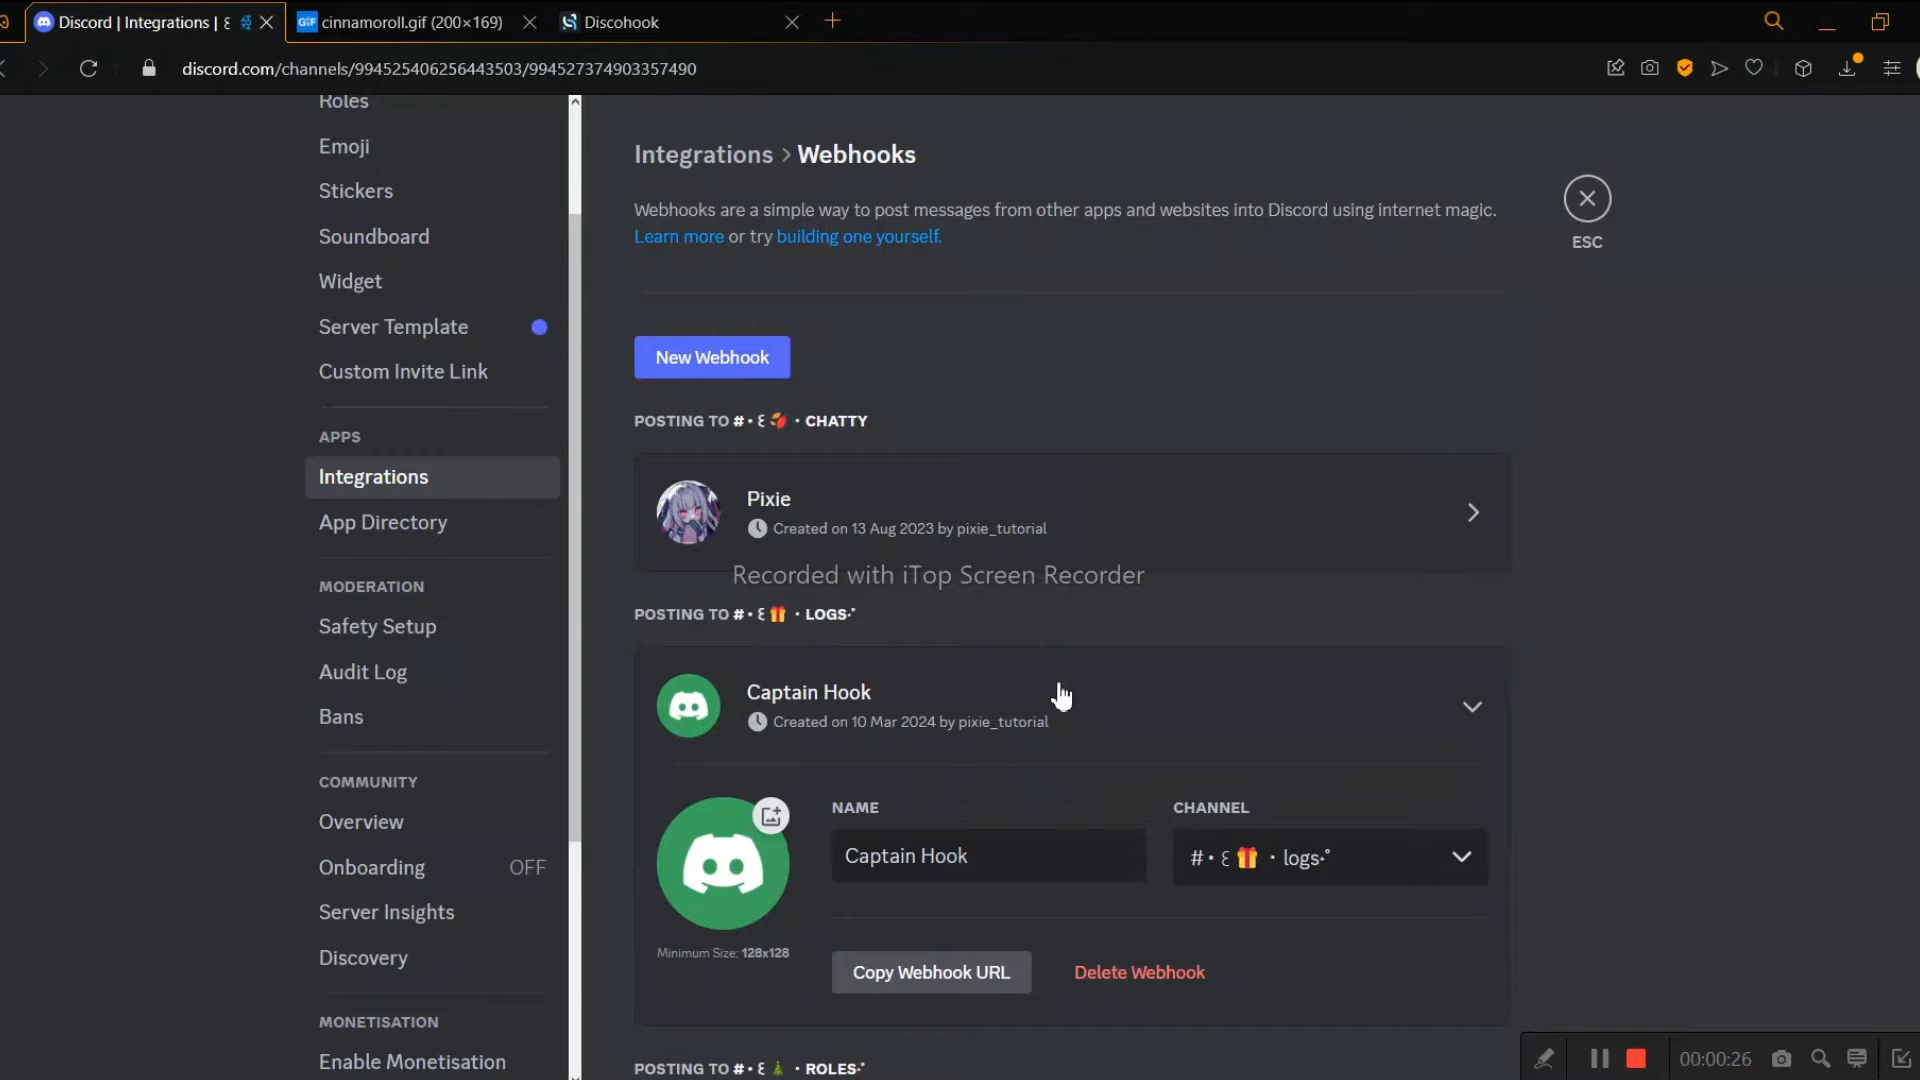 Discord | Integrations | ꒰
GIF
cinnamoroll.gif (200×169)
Discohook
discord.com/channels/994525406256443503/994527374903357490
Roles
Emoji
Stickers
Soundboard
Widget
Server Template
Custom Invite Link
APPS
Integrations
App Directory
MODERATION
Safety Setup
Audit Log
Bans
COMMUNITY
Overview
Onboarding OFF
Server Insights
Discovery
MONETISATION
Enable Monetisation
Integrations > Webhooks
Webhooks are a simple way to post messages from other apps and websites into Discord using internet magic.
Learn more or try building one yourself.
ESC
New Webhook
POSTING TO #・꒰🍂・CHATTY
Pixie
Created on 13 Aug 2023 by pixie_tutorial
Recorded with iTop Screen Recorder
POSTING TO #・꒰🎁・LOGS˖˚
Captain Hook
Created on 10 Mar 2024 by pixie_tutorial
NAME
Captain Hook
CHANNEL
#・꒰🎁・logs˖˚
Minimum Size: 128x128
Copy Webhook URL
Delete Webhook
POSTING TO #・꒰🎄・ROLES˖˚
00:00:26